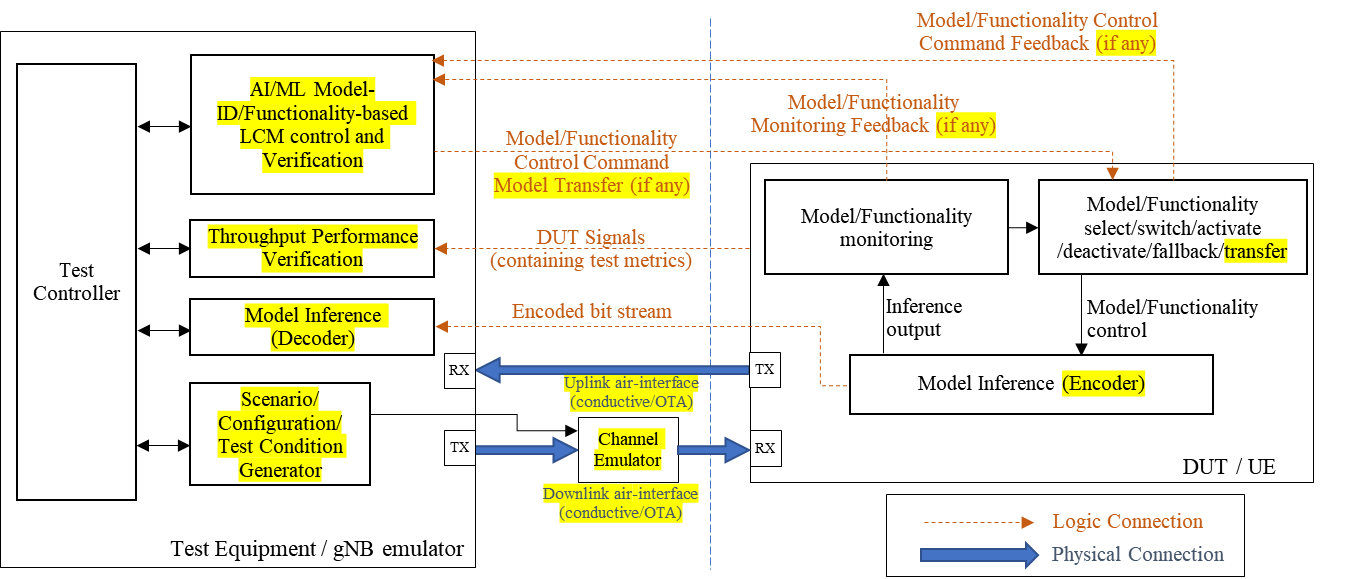 Model/Functionality Control
Command Feedback (if any)
AI/ML Model-
ID/Functionality-based
LCM control and
Verification
Model/Functionality
Monitoring Feedback (if any)
Model/Functionality
Control Command
Model Transfer (if any)
Test
Controller
Throughput Performance
Verification
DUT Signals
(containing test metrics)
Model/Functionality
monitoring
Model/Functionality
select/switch/activate
/deactivate/fallback/transfer
Model Inference
(Decoder)
Encoded bit stream
Inference
output
Model/Functionality
control
RX
Uplink air-interface
(conductive/OTA)
TX
Model Inference (Encoder)
Scenario/
Configuration/
Test Condition
Generator
TX
Channel
Emulator
RX
Downlink air-interface
(conductive/OTA)
DUT / UE
Test Equipment / gNB emulator
Logic Connection
Physical Connection